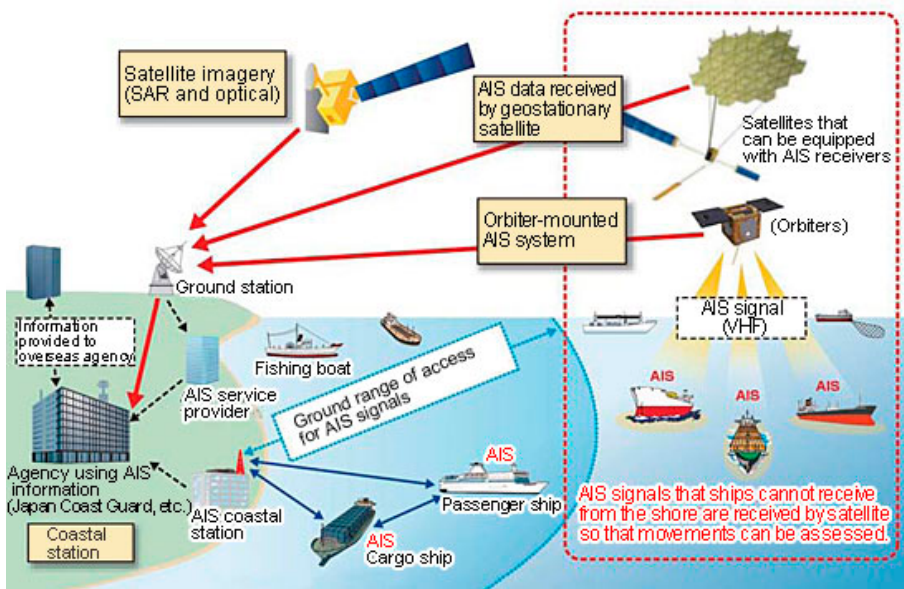 Satellite imagery
(SAR and optical)
AIS data received
by geostationary
satellite
Satellites that
can be equipped
with AIS receivers
Orbiter-mounted
AIS system
(Orbiters)
Ground station
Information
provided to
overseas agency
AIS service
provider
Fishing boat
Ground range of access
for AIS signals
AIS signal
(VHF)
AIS
AIS
AIS
Agency using AIS
information
(Japan Coast Guard, etc.)
Coastal
station
AIS coastal
station
AIS
Passenger ship
AIS
Cargo ship
AIS signals that ships cannot receive
from the shore are received by satellite
so that movements can be assessed.